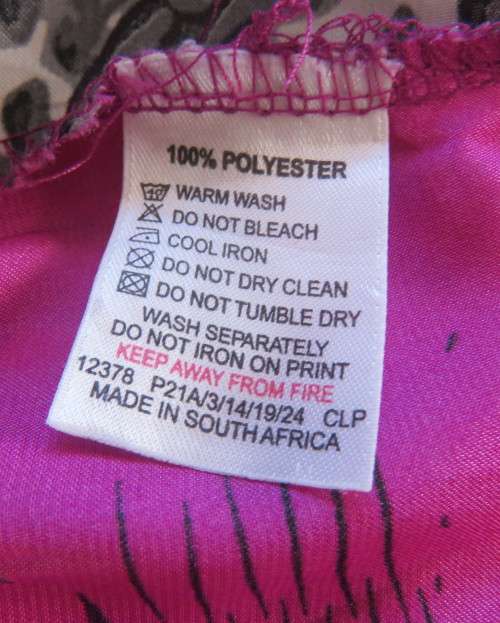 100% POLYESTER
WARM WASH
DO NOT BLEACH
COOL IRON
DO NOT DRY CLEAN
DO NOT TUMBLE DRY
WASH SEPARATELY
DO NOT IRON ON PRINT
KEEP AWAY FROM FIRE
12378 P21A/3/14/19/24 CLP
MADE IN SOUTH AFRICA